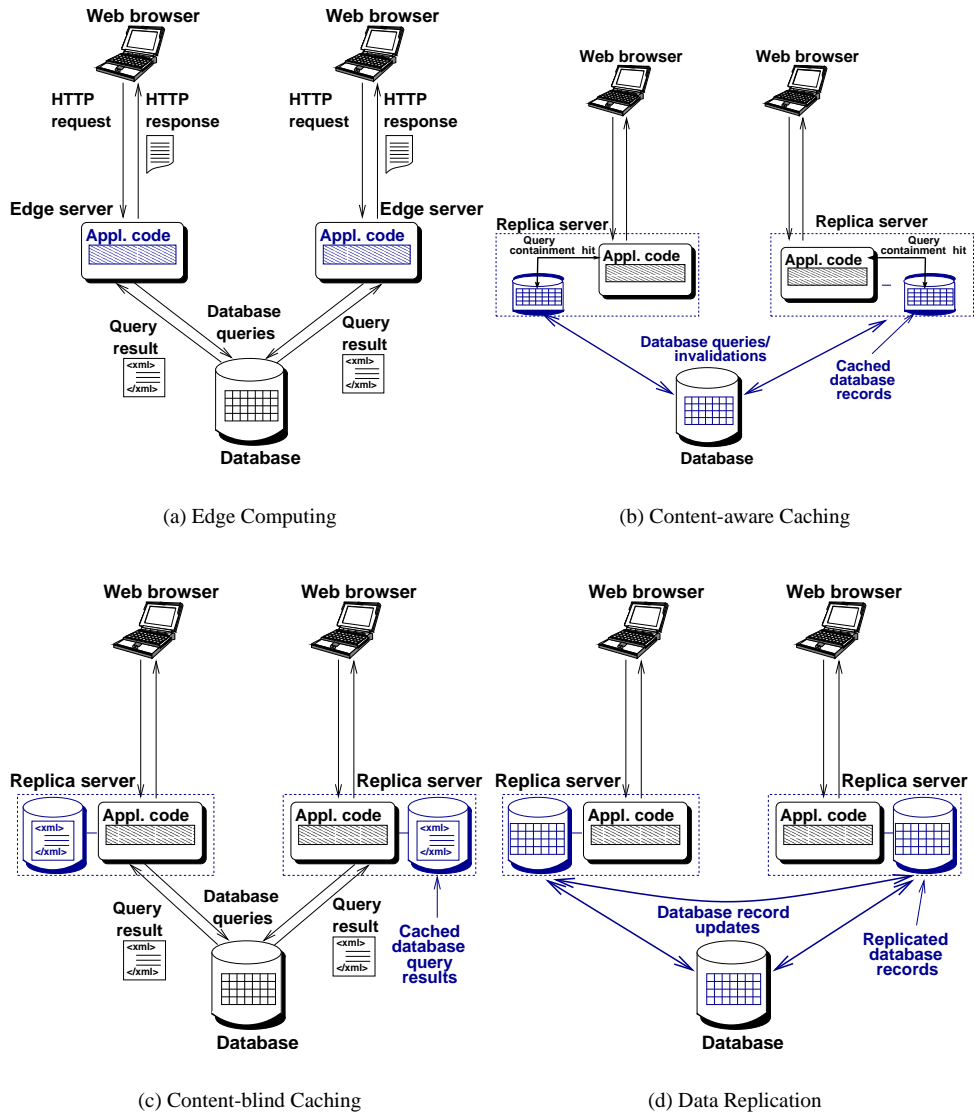 Web browser
Web browser
HTTP
request
HTTP
response
HTTP
request
HTTP
response
Edge server
Edge server
Appl. code
Appl. code
Database
queries
Query
result
<xml>
</xml>
Query
result
<xml>
</xml>
Database
(a) Edge Computing
Web browser
Web browser
Replica server
Replica server
Query
containment hit
Appl. code
Appl. code
Query
containment hit
Database queries/
invalidations
Cached
database
records
Database
(b) Content-aware Caching
Web browser
Web browser
Replica server
Replica server
<xml>
</xml>
Appl. code
Appl. code
<xml>
</xml>
Database
queries
Query
result
<xml>
</xml>
Query
result
<xml>
</xml>
Cached
database
query
results
Database
(c) Content-blind Caching
Web browser
Web browser
Replica server
Replica server
Appl. code
Appl. code
Database record
updates
Replicated
database
records
Database
(d) Data Replication